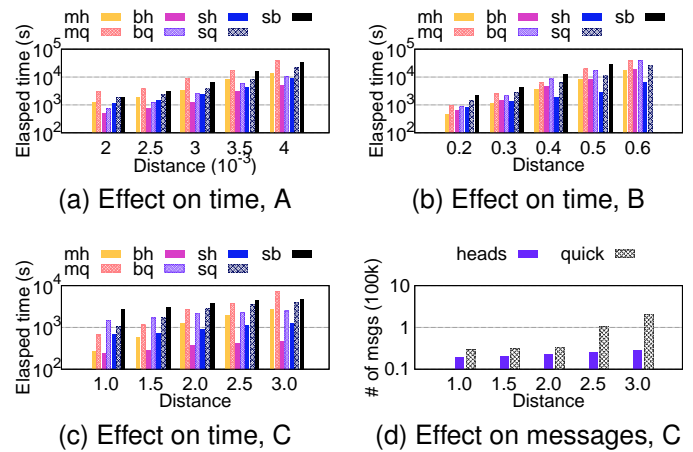 mh bh sh sb
mq bq sq
Elasped time (s)
10^5
10^4
10^3
10^2
2 2.5 3 3.5 4
Distance (10^-3)
(a) Effect on time, A
mh bh sh sb
mq bq sq
Elasped time (s)
10^5
10^4
10^3
10^2
0.2 0.3 0.4 0.5 0.6
Distance
(b) Effect on time, B
mh bh sh sb
mq bq sq
Elasped time (s)
10^4
10^3
10^2
1.0 1.5 2.0 2.5 3.0
Distance
(c) Effect on time, C
heads quick
# of msgs (100k)
10
1
0.1
1.0 1.5 2.0 2.5 3.0
Distance
(d) Effect on messages, C